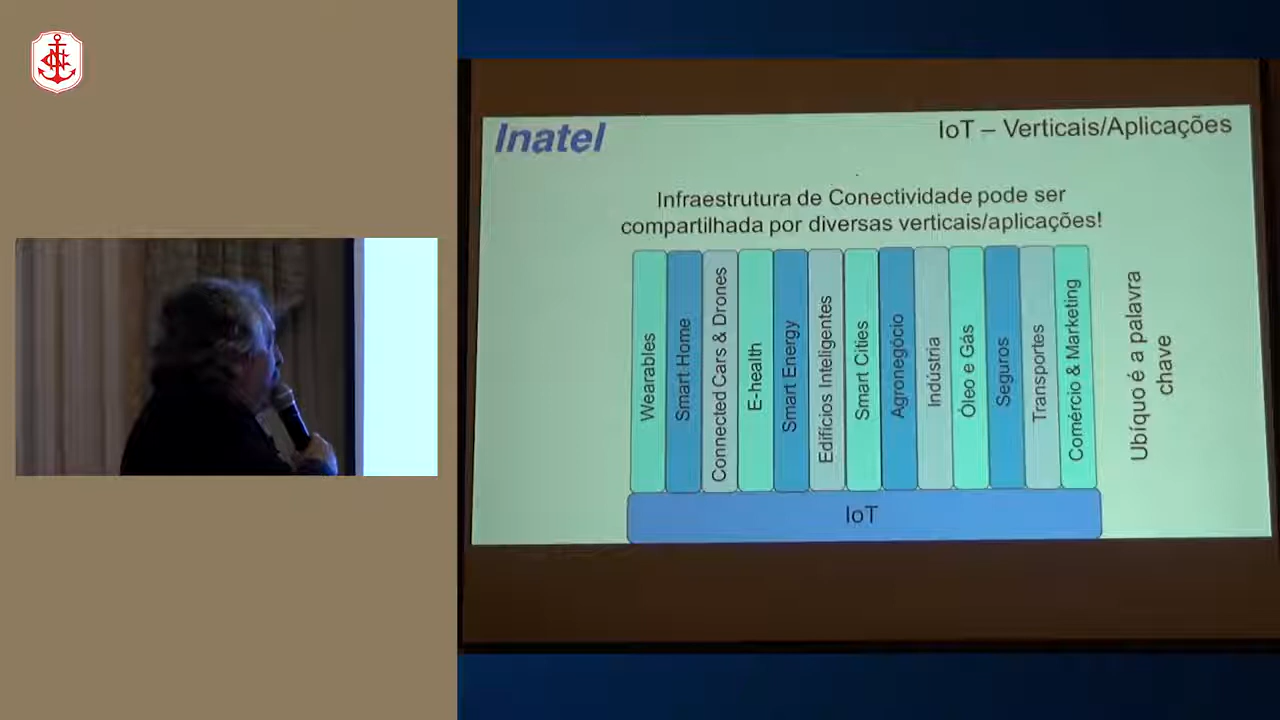 Inatel
IoT – Verticais/Aplicações
Infraestrutura de Conectividade pode ser
compartilhada por diversas verticais/aplicações!
Wearables
Smart Home
Connected Cars & Drones
E-health
Smart Energy
Edifícios Inteligentes
Smart Cities
Agronegócio
Indústria
Óleo e Gás
Seguros
Transportes
Comércio & Marketing
Ubíquo é a palavra
chave
IoT